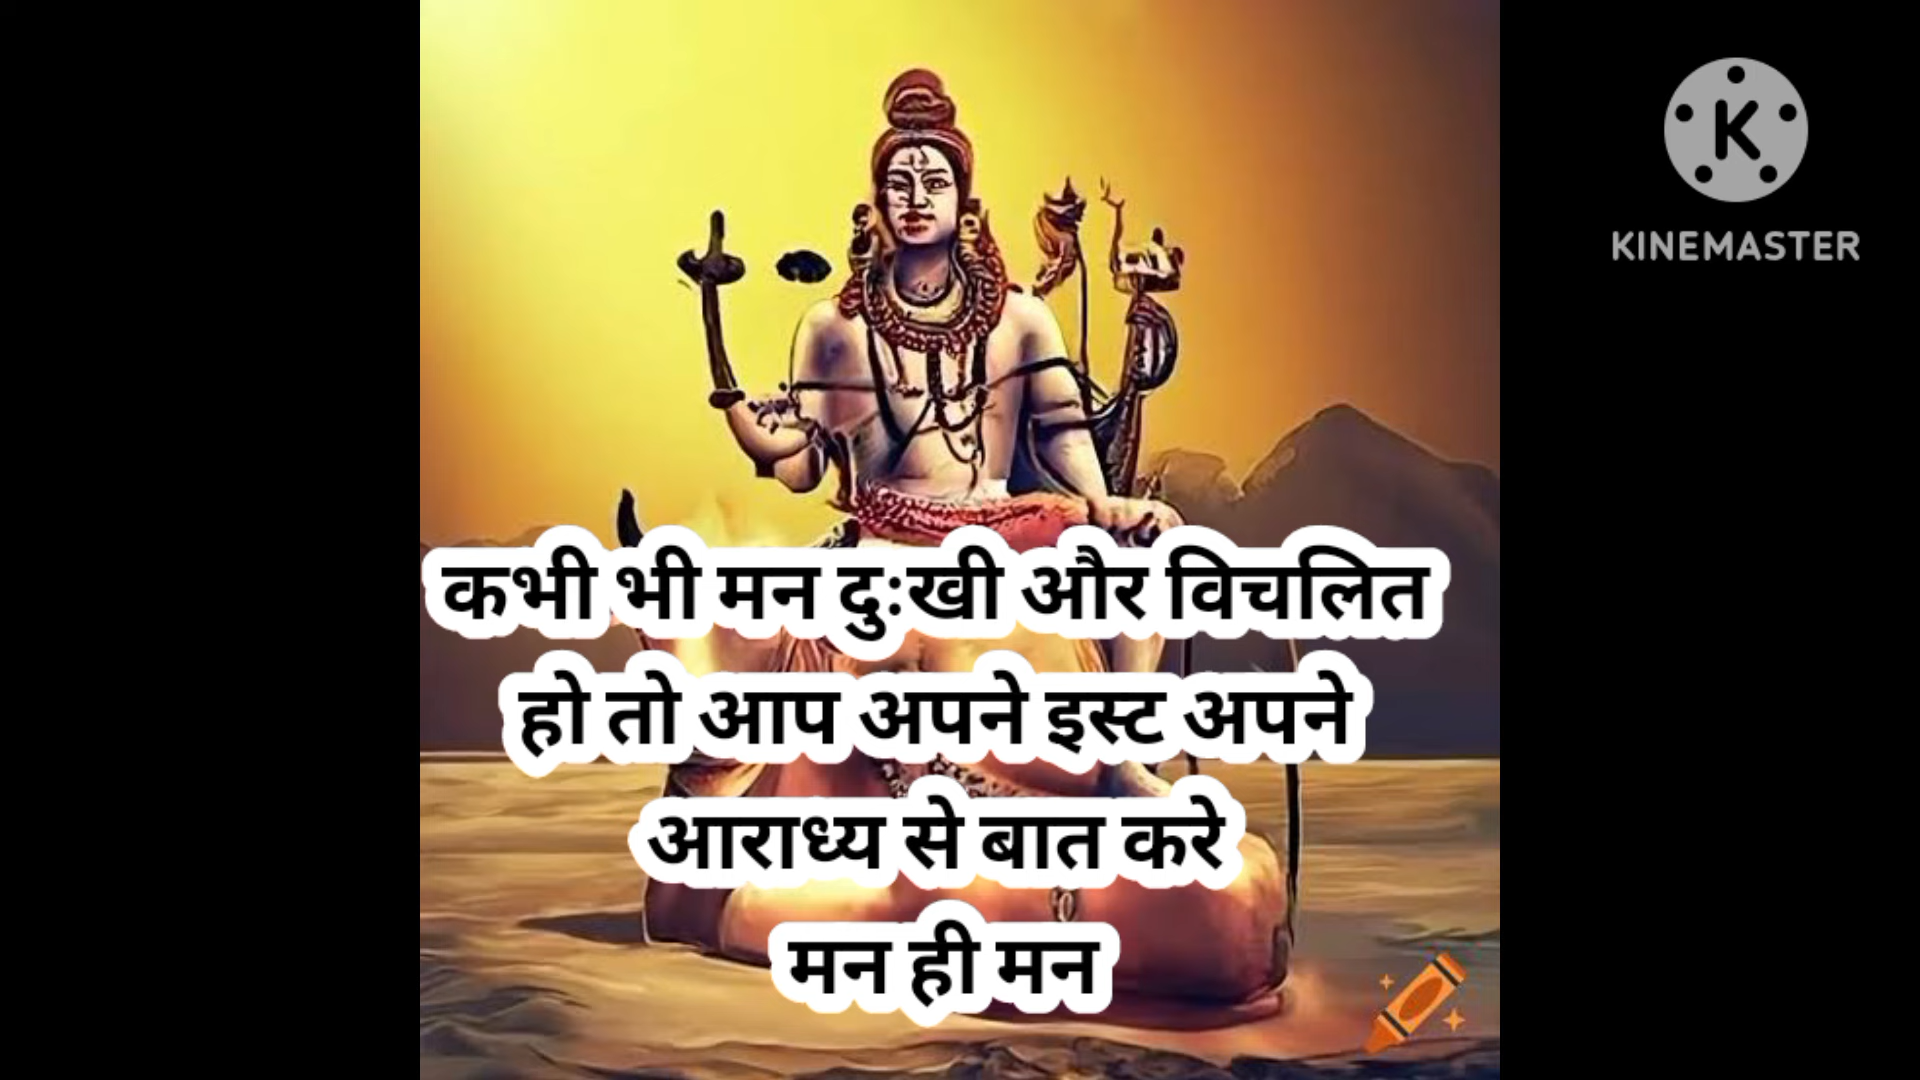 KINEMASTER
कभी भी मन दुःखी और विचलित
हो तो आप अपने इस्ट अपने
आराध्य से बात करे
मन ही मन